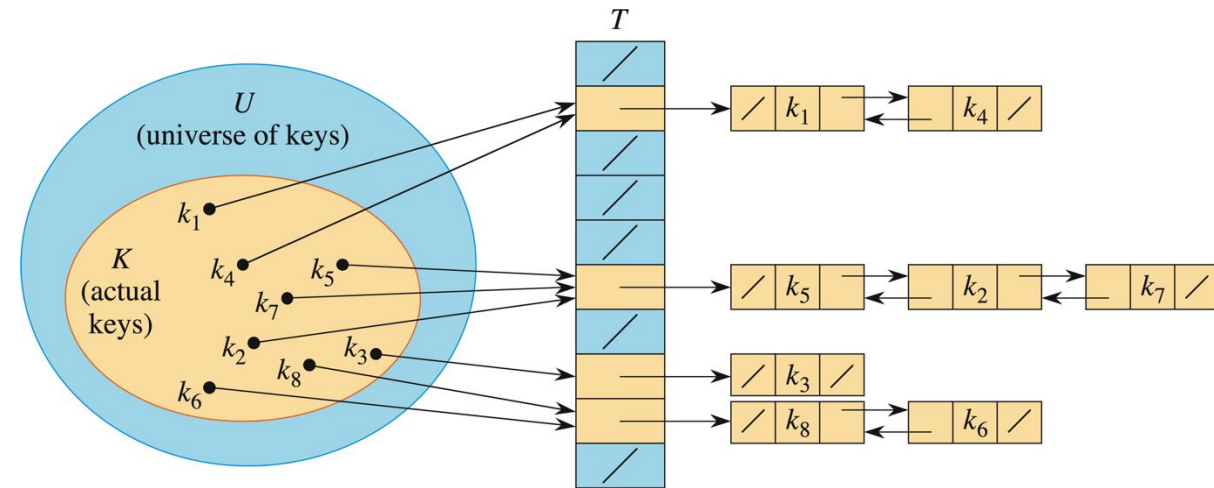 T
U
(universe of keys)
k₁ k₄
k₁
K
(actual
keys)
k₄ k₅
k₇
k₅ k₂ k₇
k₂
k₈ k₃
k₃
k₆
k₈ k₆